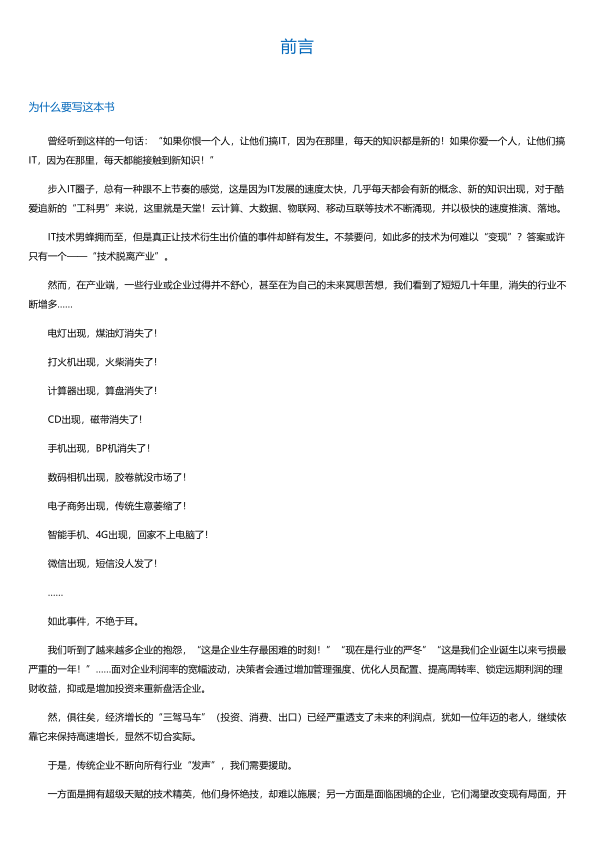 前言
为什么要写这本书
曾经听到这样的一句话：“如果你恨一个人，让他们搞IT，因为在那里，每天的知识都是新的！如果你爱一个人，让他们搞
IT，因为在那里，每天都能接触到新知识！”
步入IT圈子，总有一种跟不上节奏的感觉，这是因为IT发展的速度太快，几乎每天都会有新的概念、新的知识出现，对于酷
爱追新的“工科男”来说，这里就是天堂！云计算、大数据、物联网、移动互联等技术不断涌现，并以极快的速度推演、落地。
IT技术男蜂拥而至，但是真正让技术衍生出价值的事件却鲜有发生。不禁要问，如此多的技术为何难以“变现”？答案或许
只有一个——“技术脱离产业”。
然而，在产业端，一些行业或企业过得并不舒心，甚至在为自己的未来冥思苦想，我们看到了短短几十年里，消失的行业不
断增多……
电灯出现，煤油灯消失了！
打火机出现，火柴消失了！
计算器出现，算盘消失了！
CD出现，磁带消失了！
手机出现，BP机消失了！
数码相机出现，胶卷就没市场了！
电子商务出现，传统生意萎缩了！
智能手机、4G出现，回家不上电脑了！
微信出现，短信没人发了！
……
如此事件，不绝于耳。
我们听到了越来越多企业的抱怨，“这是企业生存最困难的时刻！”“现在是行业的严冬”“这是我们企业诞生以来亏损最
严重的一年！”……面对企业利润率的宽幅波动，决策者会通过增加管理强度、优化人员配置、提高周转率、锁定远期利润的理
财收益，抑或是增加投资来重新盘活企业。
然，俱往矣，经济增长的“三驾马车”（投资、消费、出口）已经严重透支了未来的利润点，犹如一位年迈的老人，继续依
靠它来保持高速增长，显然不切合实际。
于是，传统企业不断向所有行业“发声”，我们需要援助。
一方面是拥有超级天赋的技术精英，他们身怀绝技，却难以施展；另一方面是面临困境的企业，它们渴望改变现有局面，开